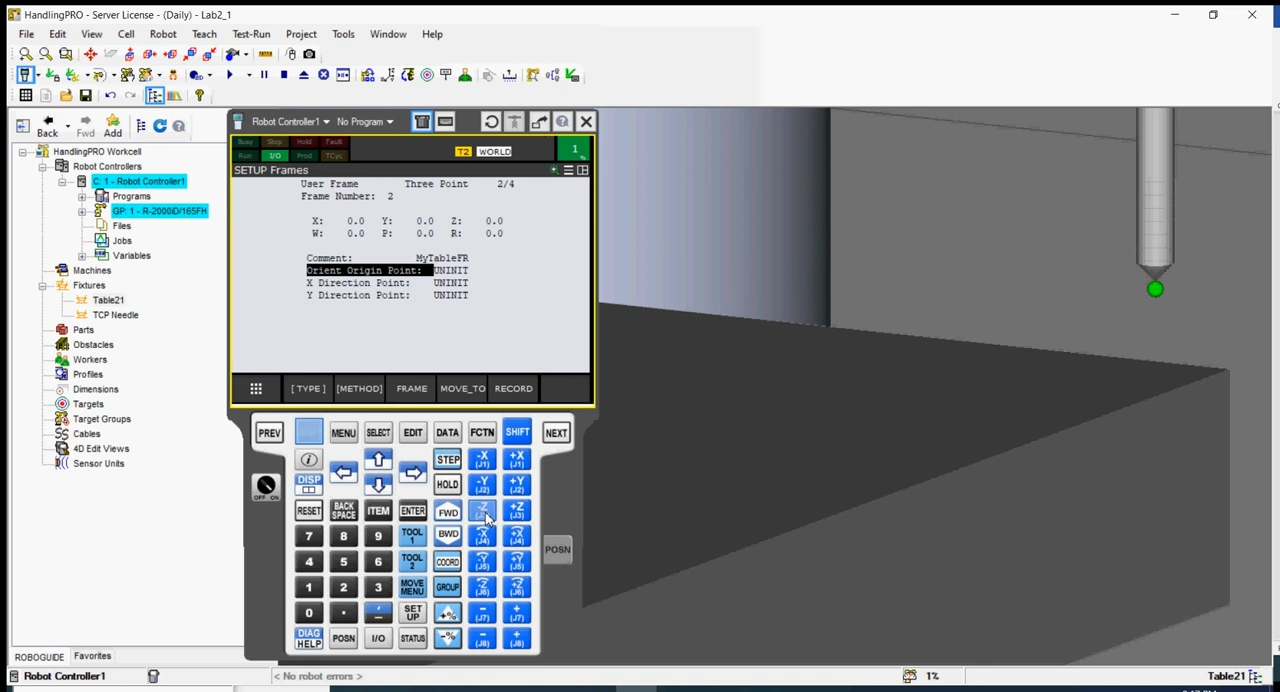 HandlingPRO - Server License - (Daily) - Lab2_1
File Edit View Cell Robot Teach Test-Run Project Tools Window Help
Back Fwd Add
HandlingPRO Workcell
Robot Controllers
C: 1 - Robot Controller1
Programs
GP: 1 - R-2000iD/165FH
Files
Jobs
Variables
Machines
Fixtures
Table21
TCP Needle
Parts
Obstacles
Workers
Profiles
Dimensions
Targets
Target Groups
Cables
4D Edit Views
Sensor Units
ROBOGUIDE Favorites
Robot Controller1 No Program
Busy Step Hold Fault
Run I/O Prod TCyc
T2 WORLD
1
%
SETUP Frames
User Frame Three Point 2/4
Frame Number: 2
X: 0.0 Y: 0.0 Z: 0.0
W: 0.0 P: 0.0 R: 0.0
Comment: MyTableFR
Orient Origin Point: UNINIT
X Direction Point: UNINIT
Y Direction Point: UNINIT
[ TYPE ] [METHOD] FRAME MOVE_TO RECORD
PREV MENU SELECT EDIT DATA FCTN SHIFT NEXT
i STEP -X (J1) +X (J1)
OFF ON DISP HOLD -Y (J2) +Y (J2)
RESET BACK SPACE ITEM ENTER FWD -Z +Z (J3)
7 8 9 TOOL 1 BWD -X (J4) +X (J4)
POSN
4 5 6 TOOL 2 COORD -Y (J5) +Y (J5)
1 2 3 MOVE MENU GROUP -Z (J6) +Z (J6)
0 . SET UP +% - (J7) + (J7)
DIAG HELP POSN I/O STATUS -% - (J8) + (J8)
Robot Controller1 < No robot errors > 1% Table21